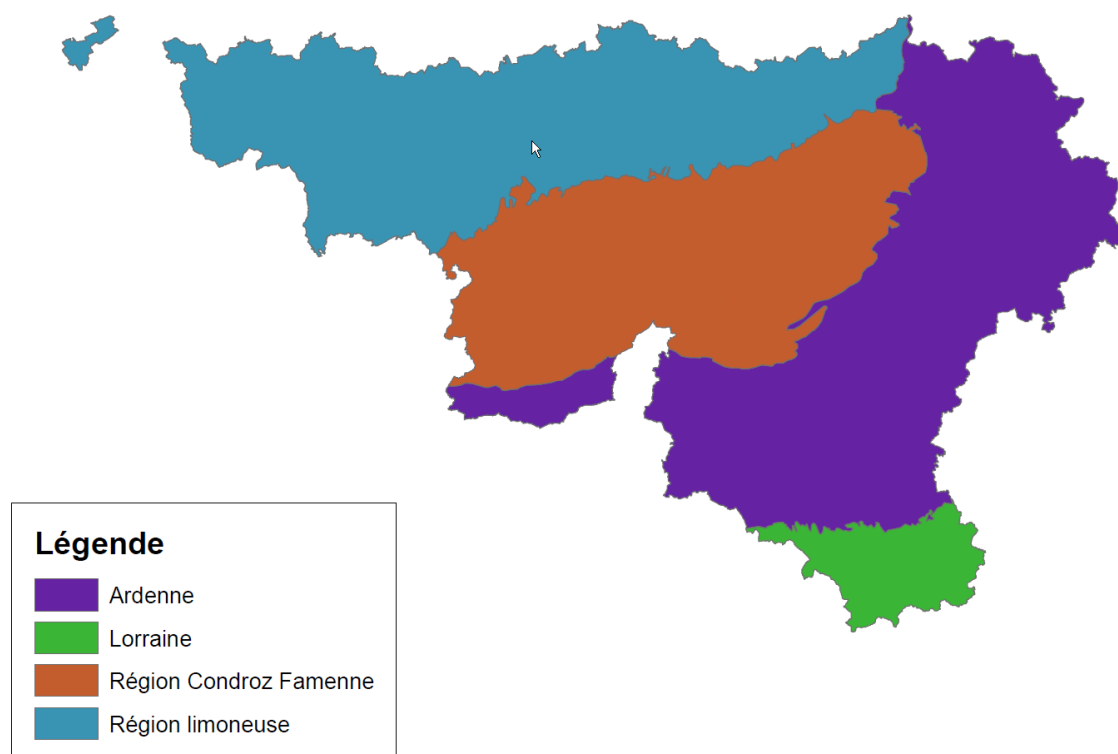 Légende
Ardenne
Lorraine
Région Condroz Famenne
Région limoneuse